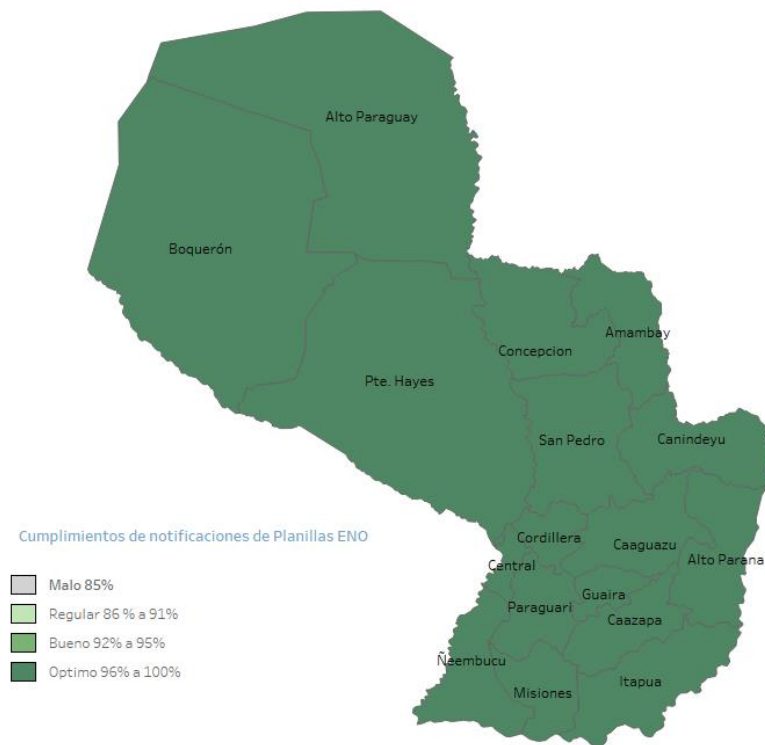 Alto Paraguay
Boquerón
Amambay
Concepcion
Pte. Hayes
San Pedro
Canindeyu
Cumplimientos de notificaciones de Planillas ENO
Cordillera
Caaguazu
Alto Parana
Central
Malo 85%
Guaira
Regular 86 % a 91%
Paraguari
Caazapa
Bueno 92% a 95%
Ñeembucu
Optimo 96% a 100%
Itapua
Misiones